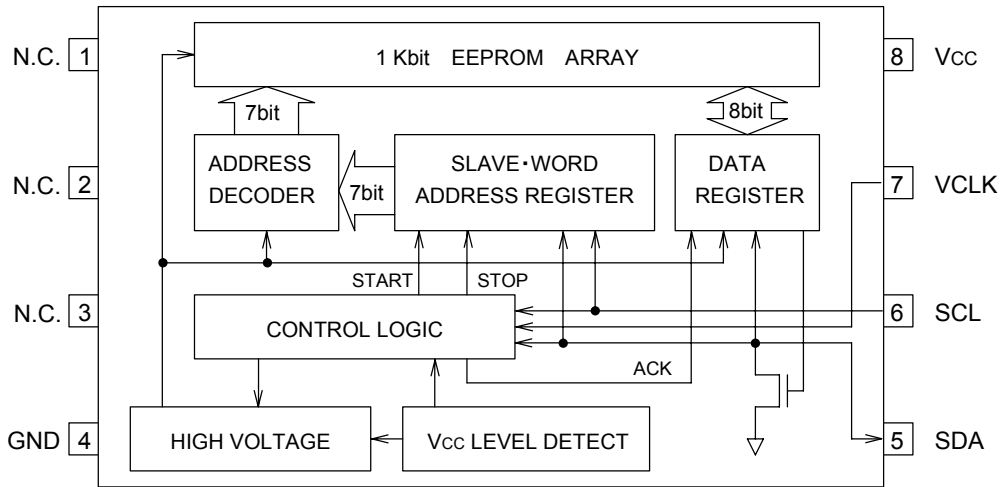 N.C. 1
1 Kbit EEPROM ARRAY
8 VCC
7bit
8bit
N.C. 2
ADDRESS
DECODER
7bit
SLAVE・WORD
ADDRESS REGISTER
DATA
REGISTER
7 VCLK
START
STOP
N.C. 3
CONTROL LOGIC
6 SCL
ACK
GND 4
HIGH VOLTAGE
VCC LEVEL DETECT
5 SDA